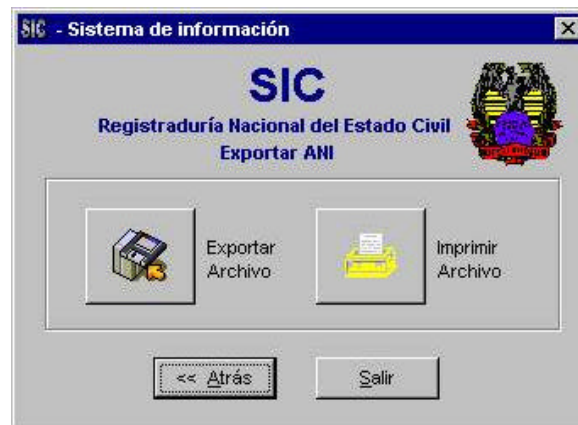 SIC - Sistema de información
SIC
Registraduría Nacional del Estado Civil
Exportar ANI
Exportar
Archivo
Imprimir
Archivo
<< Atrás
Salir